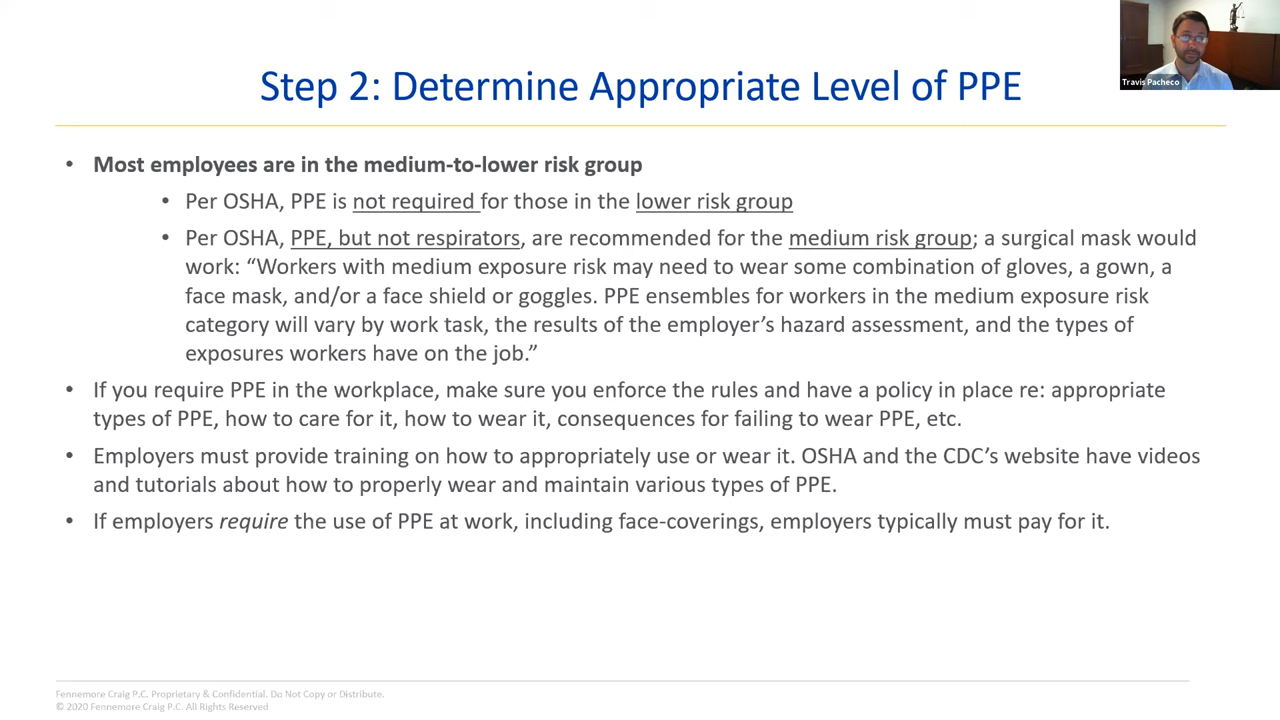 Travis Pacheco
Step 2: Determine Appropriate Level of PPE
• Most employees are in the medium-to-lower risk group
• Per OSHA, PPE is not required for those in the lower risk group
• Per OSHA, PPE, but not respirators, are recommended for the medium risk group; a surgical mask would
work: “Workers with medium exposure risk may need to wear some combination of gloves, a gown, a
face mask, and/or a face shield or goggles. PPE ensembles for workers in the medium exposure risk
category will vary by work task, the results of the employer’s hazard assessment, and the types of
exposures workers have on the job.”
• If you require PPE in the workplace, make sure you enforce the rules and have a policy in place re: appropriate
types of PPE, how to care for it, how to wear it, consequences for failing to wear PPE, etc.
• Employers must provide training on how to appropriately use or wear it. OSHA and the CDC’s website have videos
and tutorials about how to properly wear and maintain various types of PPE.
• If employers require the use of PPE at work, including face-coverings, employers typically must pay for it.
Fennemore Craig P.C. Proprietary & Confidential. Do Not Copy or Distribute.
© 2020 Fennemore Craig P.C. All Rights Reserved